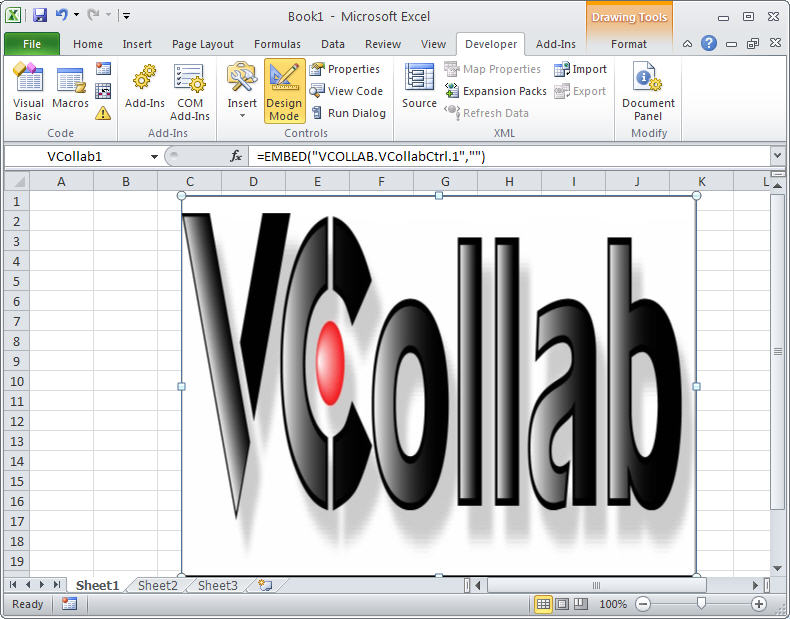 Book1 - Microsoft Excel
Drawing Tools
File Home Insert Page Layout Formulas Data Review View Developer Add-Ins Format
Visual Basic
Macros
Code
Add-Ins
COM Add-Ins
Add-Ins
Insert
Design Mode
Properties
View Code
Run Dialog
Controls
Source
Map Properties
Expansion Packs
Refresh Data
Import
Export
XML
Document Panel
Modify
VCollab1 fx =EMBED("VCOLLAB.VCollabCtrl.1","")
A B C D E F G H I J K L
1
2
3
4
5
6
7
8
9
10
11
12
13
14
15
16
17
18
19
VCollab
Sheet1 Sheet2 Sheet3
Ready 100%